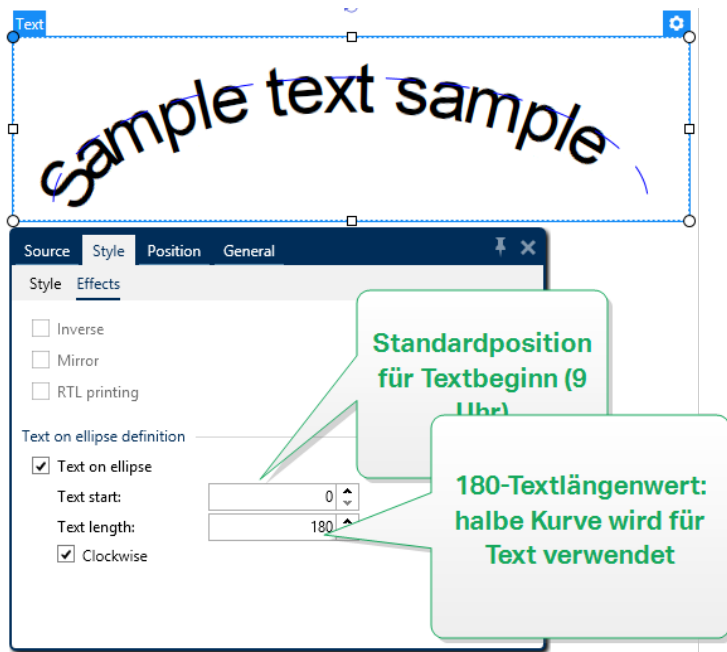 Text
Sample text sample
Source Style Position General
Style Effects
Inverse
Mirror
RTL printing
Standardposition
für Textbeginn (9
Uhr)
Text on ellipse definition
Text on ellipse
Text start: 0
Text length: 180
Clockwise
180-Textlängenwert:
halbe Kurve wird für
Text verwendet